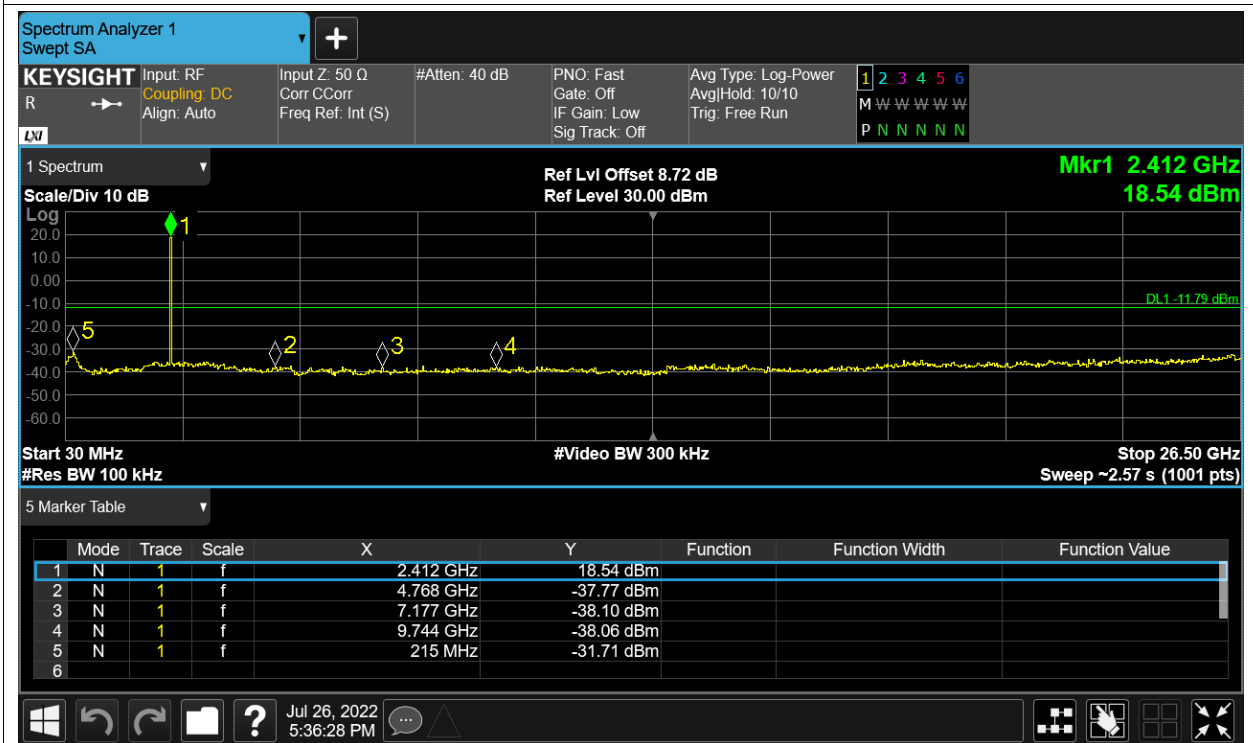 Spectrum Analyzer 1
Swept SA
KEYSIGHT Input: RF Input Z: 50 Ω #Atten: 40 dB PNO: Fast Avg Type: Log-Power 1 2 3 4 5 6
R Coupling: DC Corr CCorr Gate: Off Avg|Hold: 10/10 M W W W W W
Align: Auto Freq Ref: Int (S) IF Gain: Low Trig: Free Run
LXI Sig Track: Off P N N N N N
1 Spectrum Ref Lvl Offset 8.72 dB Mkr1 2.412 GHz
Scale/Div 10 dB Ref Level 30.00 dBm 18.54 dBm
Log
1
20.0
10.0
0.00
-10.0 DL1 -11.79 dBm
-20.0
5
-30.0 2 3 4
-40.0
-50.0
-60.0
Start 30 MHz #Video BW 300 kHz Stop 26.50 GHz
#Res BW 100 kHz Sweep ~2.57 s (1001 pts)
5 Marker Table
Mode Trace Scale X Y Function Function Width Function Value
1 N 1 f 2.412 GHz 18.54 dBm
2 N 1 f 4.768 GHz -37.77 dBm
3 N 1 f 7.177 GHz -38.10 dBm
4 N 1 f 9.744 GHz -38.06 dBm
5 N 1 f 215 MHz -31.71 dBm
6
? Jul 26, 2022
5:36:28 PM